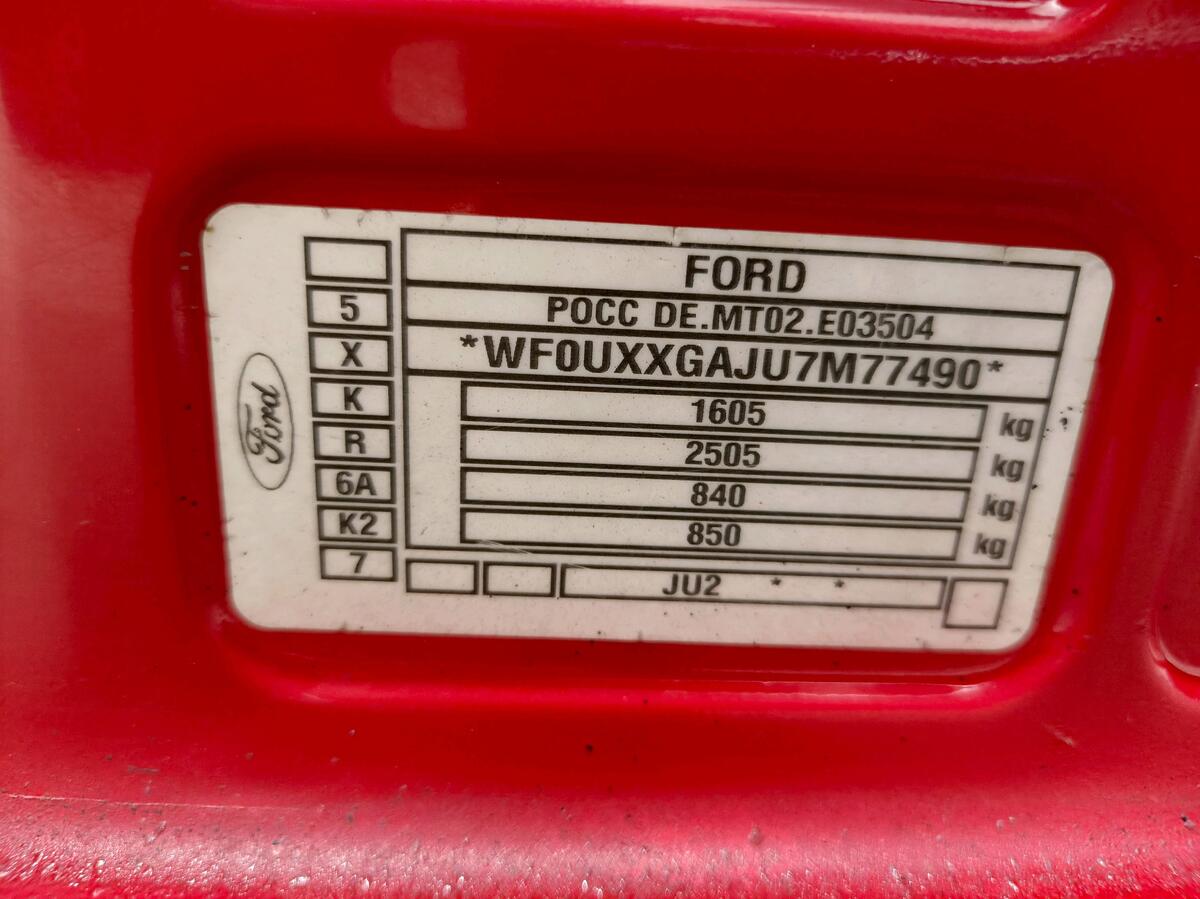 FORD
РОСС DE.MT02.E03504
*WF0UXXGAJU7M77490*
1605 kg
2505 kg
840 kg
850 kg
JU2 * *
5
X
K
R
6A
K2
7
Ford